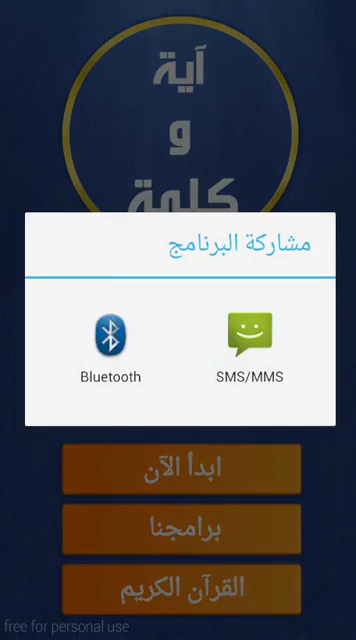 آية
و
كلمة
مشاركة البرنامج
Bluetooth
SMS/MMS
ابدأ الآن
برامجنا
القرآن الكريم
free for personal use